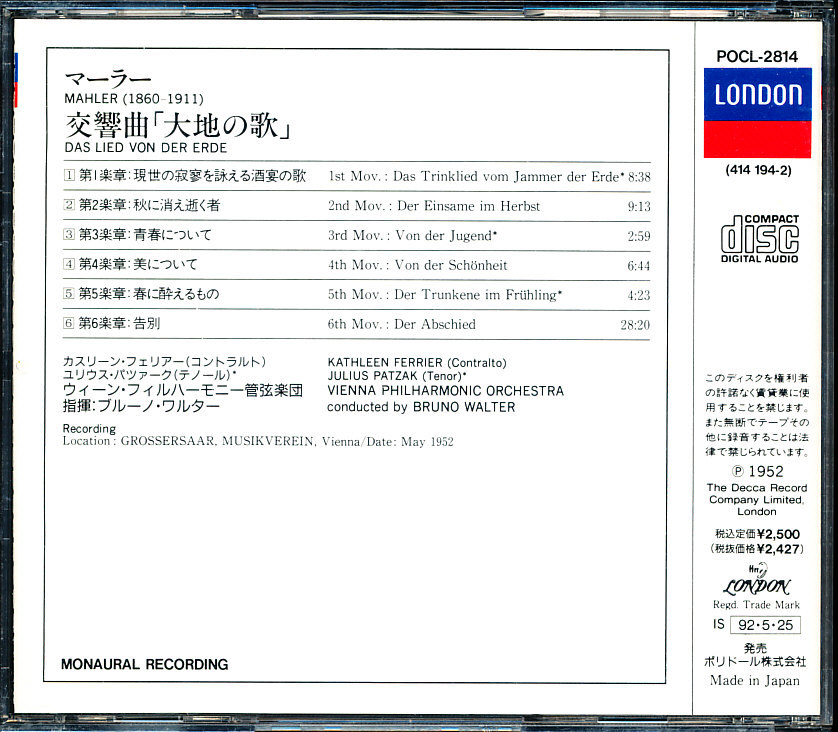 マーラー
MAHLER (1860-1911)
交響曲「大地の歌」
DAS LIED VON DER ERDE
1 第1楽章:現世の寂寥を詠える酒宴の歌 1st Mov.: Das Trinklied vom Jammer der Erde* 8:38
2 第2楽章:秋に消え逝く者 2nd Mov.: Der Einsame im Herbst 9:13
3 第3楽章:青春について 3rd Mov.: Von der Jugend* 2:59
4 第4楽章:美について 4th Mov.: Von der Schönheit 6:44
5 第5楽章:春に酔えるもの 5th Mov.: Der Trunkene im Frühling* 4:23
6 第6楽章:告別 6th Mov.: Der Abschied 28:20
カスリーン・フェリアー(コントラルト) KATHLEEN FERRIER (Contralto)
ユリウス・パツァーク(テノール)* JULIUS PATZAK (Tenor)*
ウィーン・フィルハーモニー管弦楽団 VIENNA PHILHARMONIC ORCHESTRA
指揮:ブルーノ・ワルター conducted by BRUNO WALTER
Recording
Location: GROSSERSAAR, MUSIKVEREIN, Vienna/Date: May 1952
MONAURAL RECORDING
POCL-2814
LONDON
(414 194-2)
COMPACT
disc
DIGITAL AUDIO
このディスクを権利者
の許諾なく賃貸業に使
用することを禁じます。
また無断でテープその
他に録音することは法
律で禁じられています。
℗ 1952
The Decca Record
Company Limited,
London
税込定価¥2,500
(税抜価格¥2,427)
ffrr
LONDON
Regd. Trade Mark
IS 92・5・25
発売
ポリドール株式会社
Made in Japan